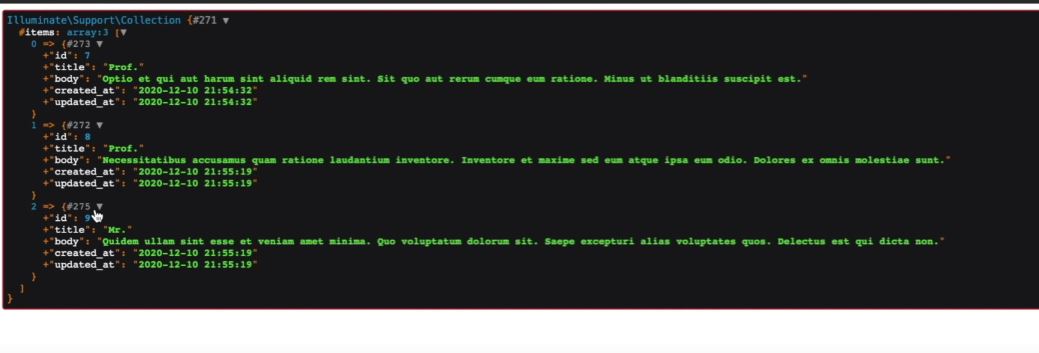 Illuminate\Support\Collection {#271 ▼
#items: array:3 [▼
0 => {#273 ▼
+"id": 7
+"title": "Prof."
+"body": "Optio et qui aut harum sint aliquid rem sint. Sit quo aut rerum cumque eum ratione. Minus ut blanditiis suscipit est."
+"created_at": "2020-12-10 21:54:32"
+"updated_at": "2020-12-10 21:54:32"
}
1 => {#272 ▼
+"id": 8
+"title": "Prof."
+"body": "Necessitatibus accusamus quam ratione laudantium inventore. Inventore et maxime sed eum atque ipsa eum odio. Dolores ex omnis molestiae sunt."
+"created_at": "2020-12-10 21:55:19"
+"updated_at": "2020-12-10 21:55:19"
}
2 => {#275 ▼
+"id": 9
+"title": "Mr."
+"body": "Quidem ullam sint esse et veniam amet minima. Quo voluptatum dolorum sit. Saepe excepturi alias voluptates quos. Delectus est qui dicta non."
+"created_at": "2020-12-10 21:55:19"
+"updated_at": "2020-12-10 21:55:19"
}
]
}